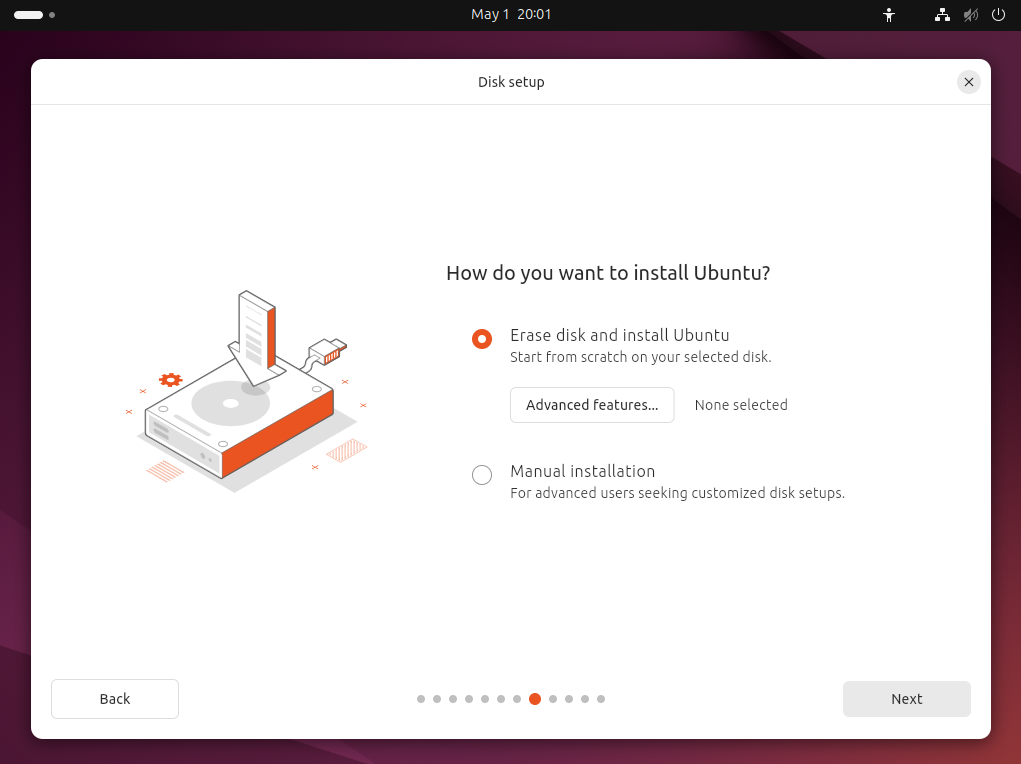 May 1 20:01
Disk setup
How do you want to install Ubuntu?
Erase disk and install Ubuntu
Start from scratch on your selected disk.
Advanced features... None selected
Manual installation
For advanced users seeking customized disk setups.
Back Next